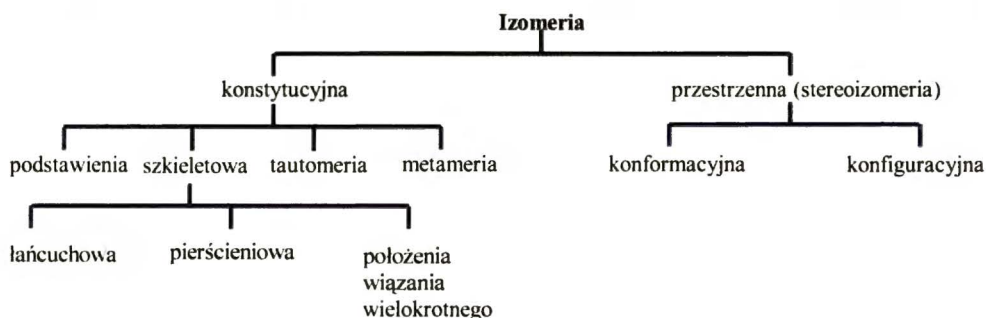 Izomeria
konstytucyjna przestrzenna (stereoizomeria)
podstawienia szkieletowa tautomeria metameria konformacyjna konfiguracyjna
łańcuchowa pierścieniowa położenia
wiązania
wielokrotnego